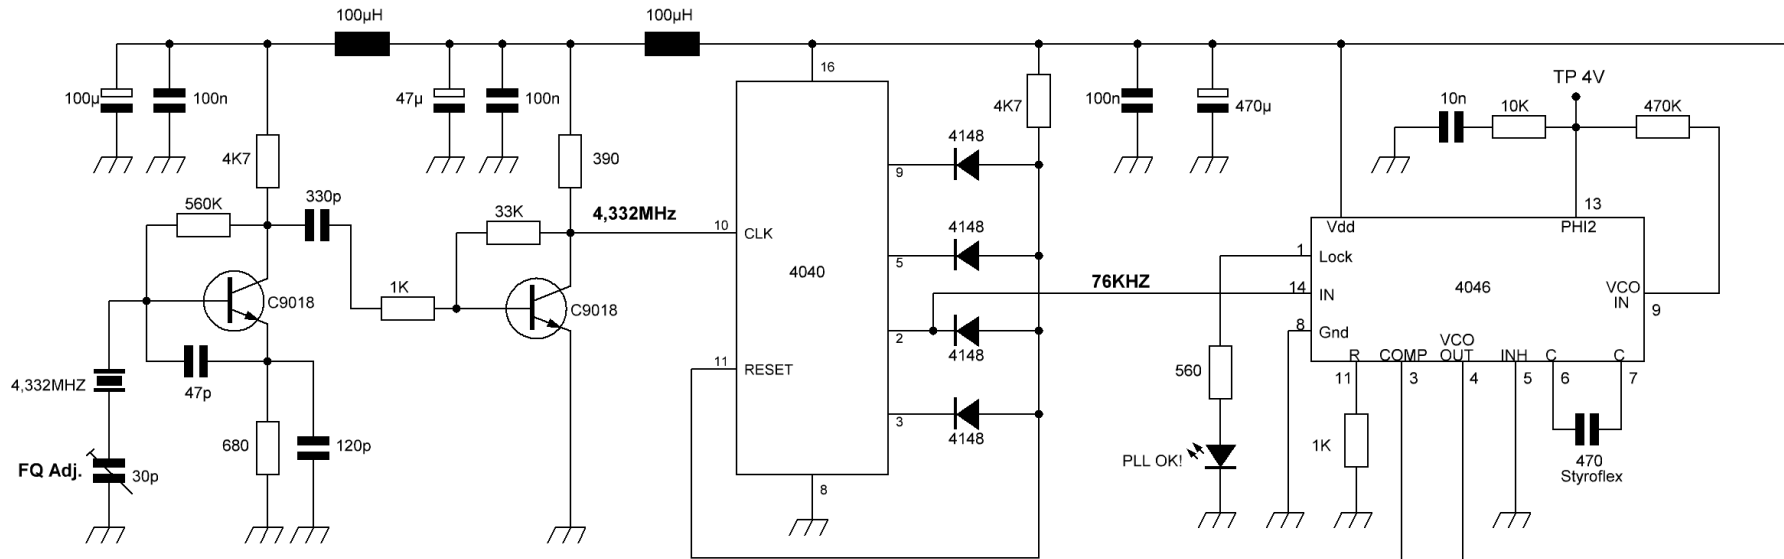 100µH
100µH
100µ
100n
47µ
100n
4K7
390
560K
330p
33K
4,332MHz
1K
C9018
C9018
4,332MHZ
47p
FQ Adj.
30p
680
120p
16
10
CLK
4040
11
RESET
8
9
5
2
3
4148
4148
4148
4148
4K7
100n
470µ
76KHZ
TP 4V
10n
10K
470K
13
Vdd
PHI2
1
Lock
14
IN
4046
VCO
IN
9
8
Gnd
VCO
R
COMP
OUT
INH
C
C
11
3
4
5
6
7
560
PLL OK!
1K
470
Styroflex